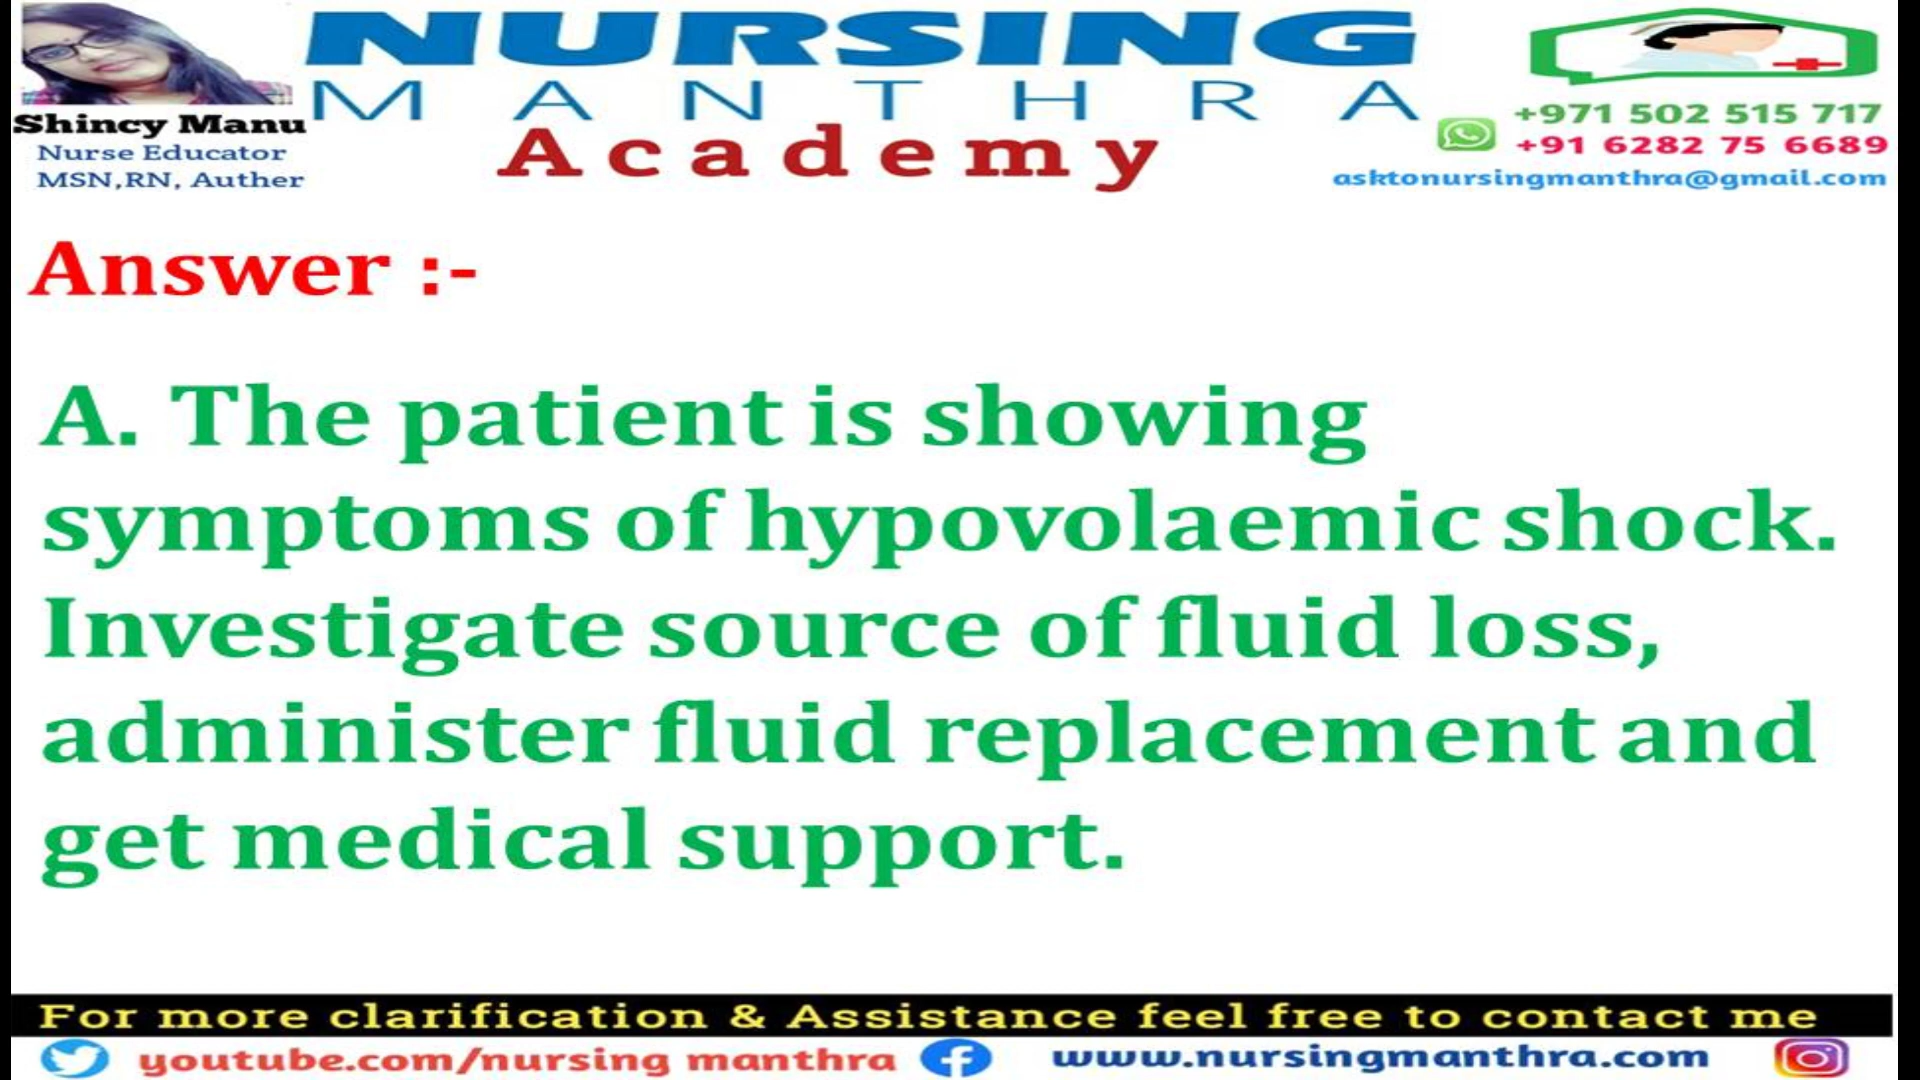 NURSING
MANTHRA
Academy
Shincy Manu
Nurse Educator
MSN,RN, Auther
+971 502 515 717
+91 6282 75 6689
asktonursingmanthra@gmail.com
Answer :-
A. The patient is showing
symptoms of hypovolaemic shock.
Investigate source of fluid loss,
administer fluid replacement and
get medical support.
For more clarification & Assistance feel free to contact me
youtube.com/nursing manthra
www.nursingmanthra.com